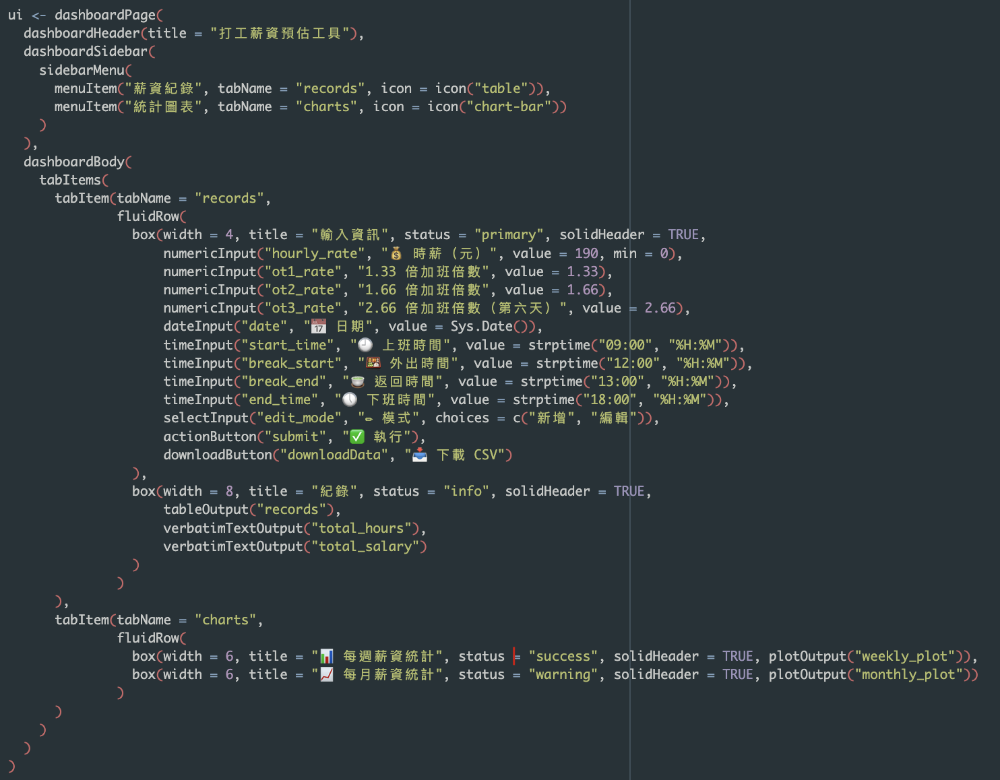 ui <- dashboardPage(
  dashboardHeader(title = "打工薪資預估工具"),
  dashboardSidebar(
    sidebarMenu(
      menuItem("薪資紀錄", tabName = "records", icon = icon("table")),
      menuItem("統計圖表", tabName = "charts", icon = icon("chart-bar"))
    )
  ),
  dashboardBody(
    tabItems(
      tabItem(tabName = "records",
              fluidRow(
                box(width = 4, title = "輸入資訊", status = "primary", solidHeader = TRUE,
                    numericInput("hourly_rate", "💰 時薪（元）", value = 190, min = 0),
                    numericInput("ot1_rate", "1.33 倍加班倍數", value = 1.33),
                    numericInput("ot2_rate", "1.66 倍加班倍數", value = 1.66),
                    numericInput("ot3_rate", "2.66 倍加班倍數（第六天）", value = 2.66),
                    dateInput("date", "📅 日期", value = Sys.Date()),
                    timeInput("start_time", "🕘 上班時間", value = strptime("09:00", "%H:%M")),
                    timeInput("break_start", "🍱 外出時間", value = strptime("12:00", "%H:%M")),
                    timeInput("break_end", "🍵 返回時間", value = strptime("13:00", "%H:%M")),
                    timeInput("end_time", "🕔 下班時間", value = strptime("18:00", "%H:%M")),
                    selectInput("edit_mode", "✏ 模式", choices = c("新增", "編輯")),
                    actionButton("submit", "✅ 執行"),
                    downloadButton("downloadData", "📥 下載 CSV")
                ),
                box(width = 8, title = "紀錄", status = "info", solidHeader = TRUE,
                    tableOutput("records"),
                    verbatimTextOutput("total_hours"),
                    verbatimTextOutput("total_salary")
                )
              )
      ),
      tabItem(tabName = "charts",
              fluidRow(
                box(width = 6, title = "📊 每週薪資統計", status = "success", solidHeader = TRUE, plotOutput("weekly_plot")),
                box(width = 6, title = "📈 每月薪資統計", status = "warning", solidHeader = TRUE, plotOutput("monthly_plot"))
              )
      )
    )
  )
)